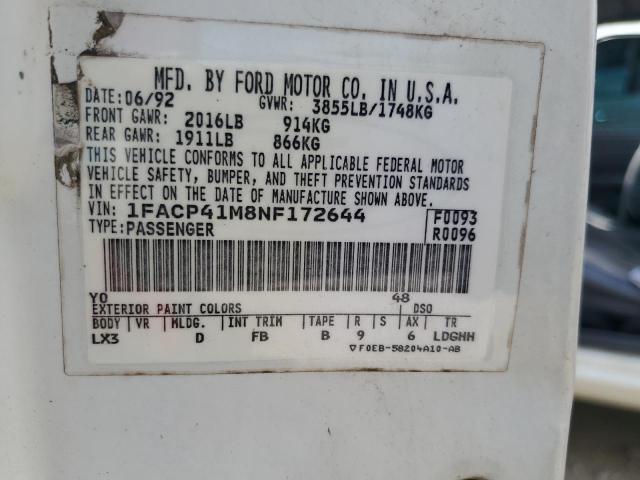 MFD. BY FORD MOTOR CO. IN U.S.A.
DATE: 06/92 GVWR: 3855LB/1748KG
FRONT GAWR: 2016LB 914KG
REAR GAWR: 1911LB 866KG
THIS VEHICLE CONFORMS TO ALL APPLICABLE FEDERAL MOTOR
VEHICLE SAFETY, BUMPER, AND THEFT PREVENTION STANDARDS
IN EFFECT ON THE DATE OF MANUFACTURE SHOWN ABOVE.
VIN: 1FACP41M8NF172644 F0093
TYPE: PASSENGER R0096
YO 48
EXTERIOR PAINT COLORS DSO
BODY VR MLDG. INT TRIM TAPE R S AX TR
LX3 D FB B 9 6 LDGHH
▽F0EB-58204A10-AB